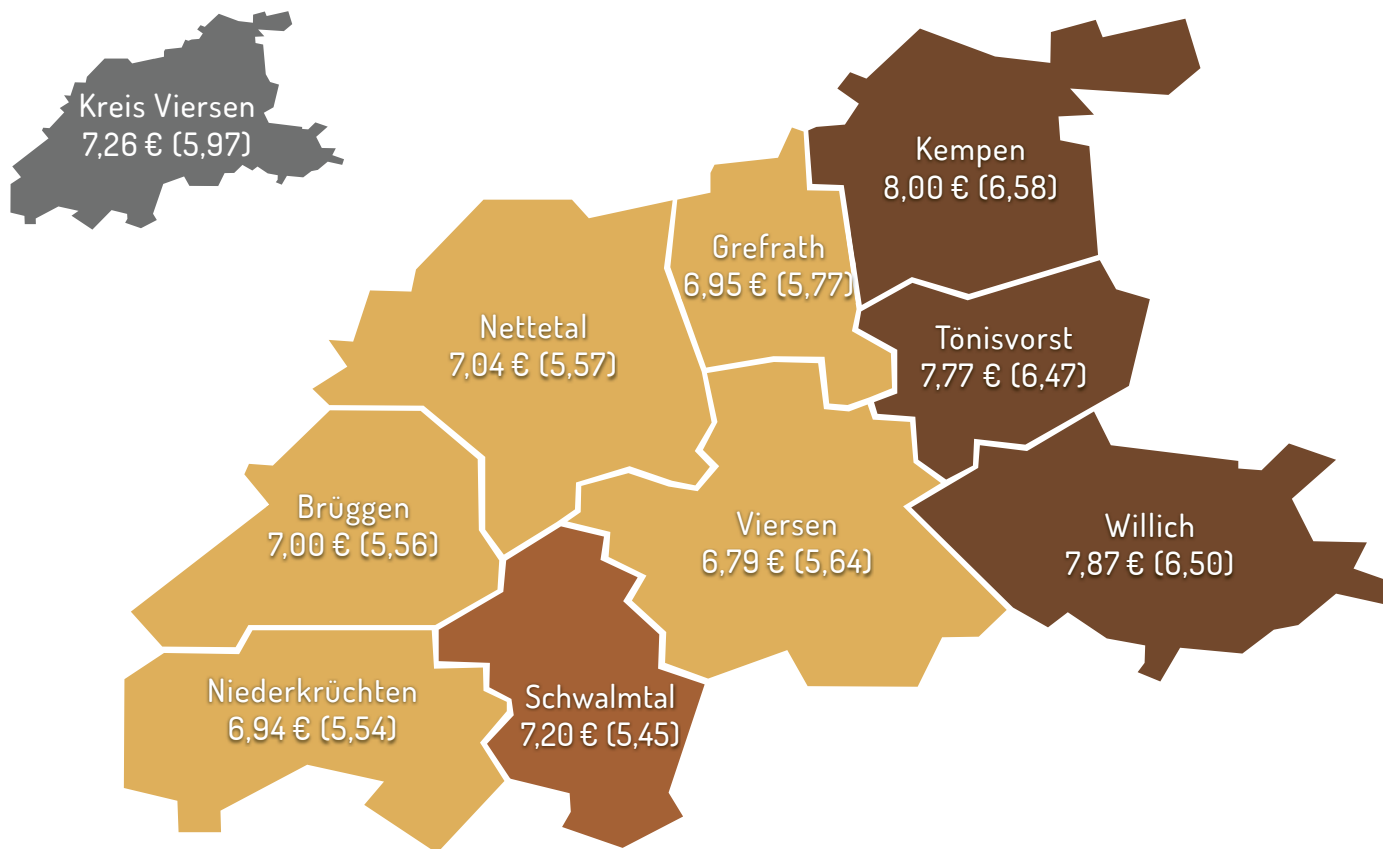 Kreis Viersen
7,26 € (5,97)
Kempen
8,00 € (6,58)
Grefrath
6,95 € (5,77)
Nettetal
7,04 € (5,57)
Tönisvorst
7,77 € (6,47)
Brüggen
7,00 € (5,56)
Viersen
6,79 € (5,64)
Willich
7,87 € (6,50)
Niederkrüchten
6,94 € (5,54)
Schwalmtal
7,20 € (5,45)